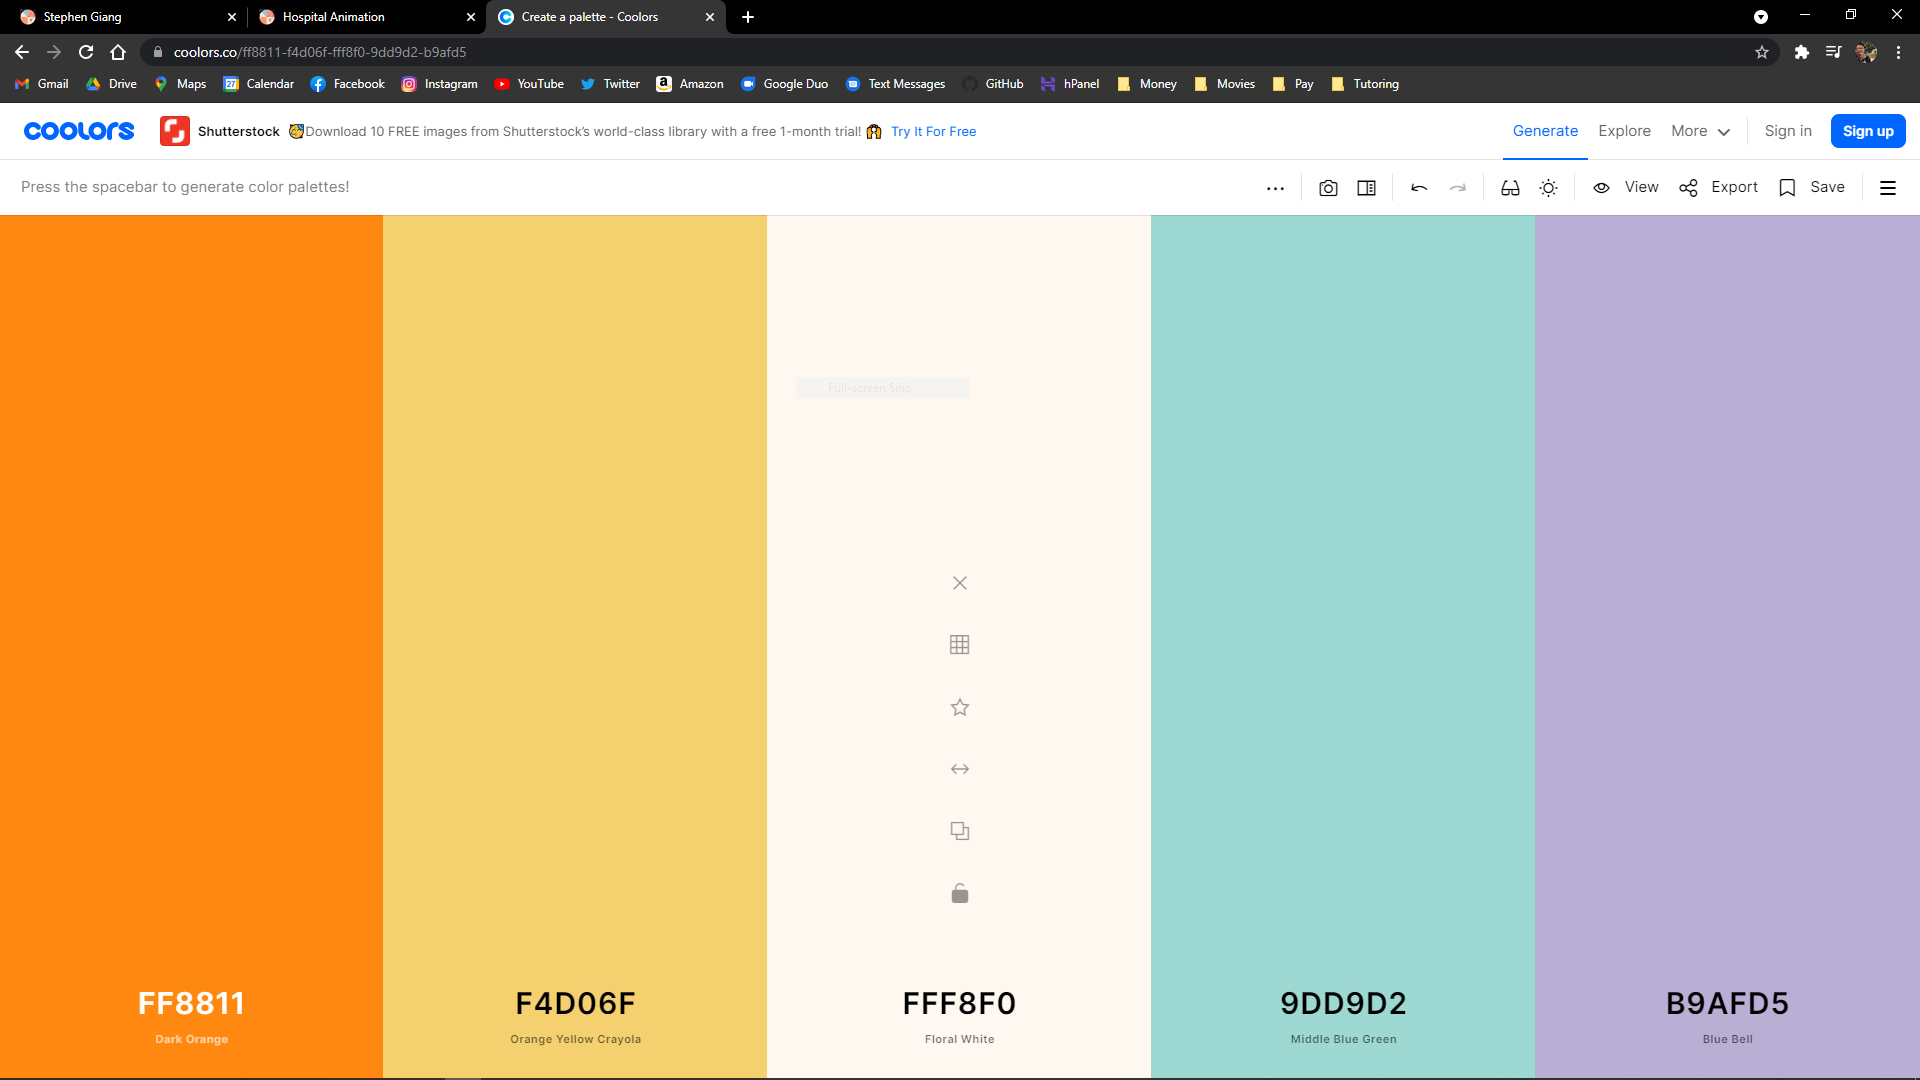 Stephen Giang
Hospital Animation
Create a palette - Coolors
coolors.co/ff8811-f4d06f-fff8f0-9dd9d2-b9afd5
Gmail Drive Maps 27 Calendar Facebook Instagram YouTube Twitter a Amazon Google Duo Text Messages GitHub hPanel Money Movies Pay Tutoring
coolors Shutterstock 🥳Download 10 FREE images from Shutterstock’s world-class library with a free 1-month trial! 🙌 Try It For Free Generate Explore More Sign in Sign up
Press the spacebar to generate color palettes! View Export Save
Full-screen Snip
FF8811 F4D06F FFF8F0 9DD9D2 B9AFD5
Dark Orange Orange Yellow Crayola Floral White Middle Blue Green Blue Bell